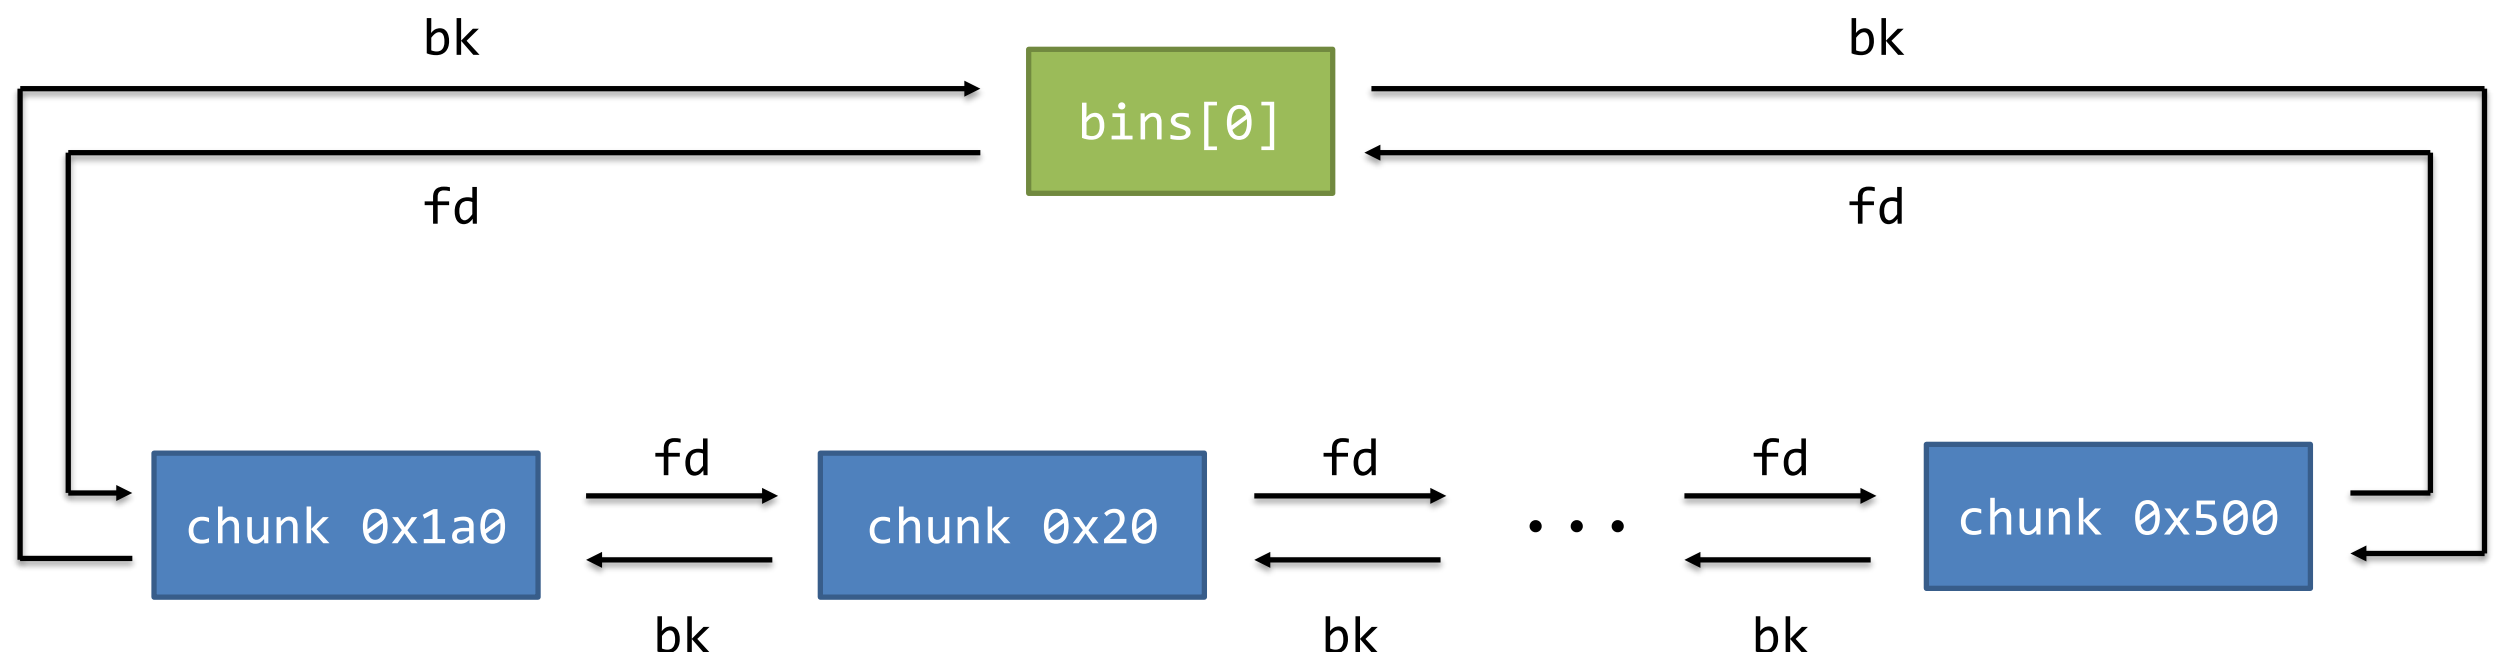 bk
bk
bins[0]
fd
fd
fd
fd
fd
chunk 0x1a0
chunk 0x20
...
chunk 0x500
bk
bk
bk